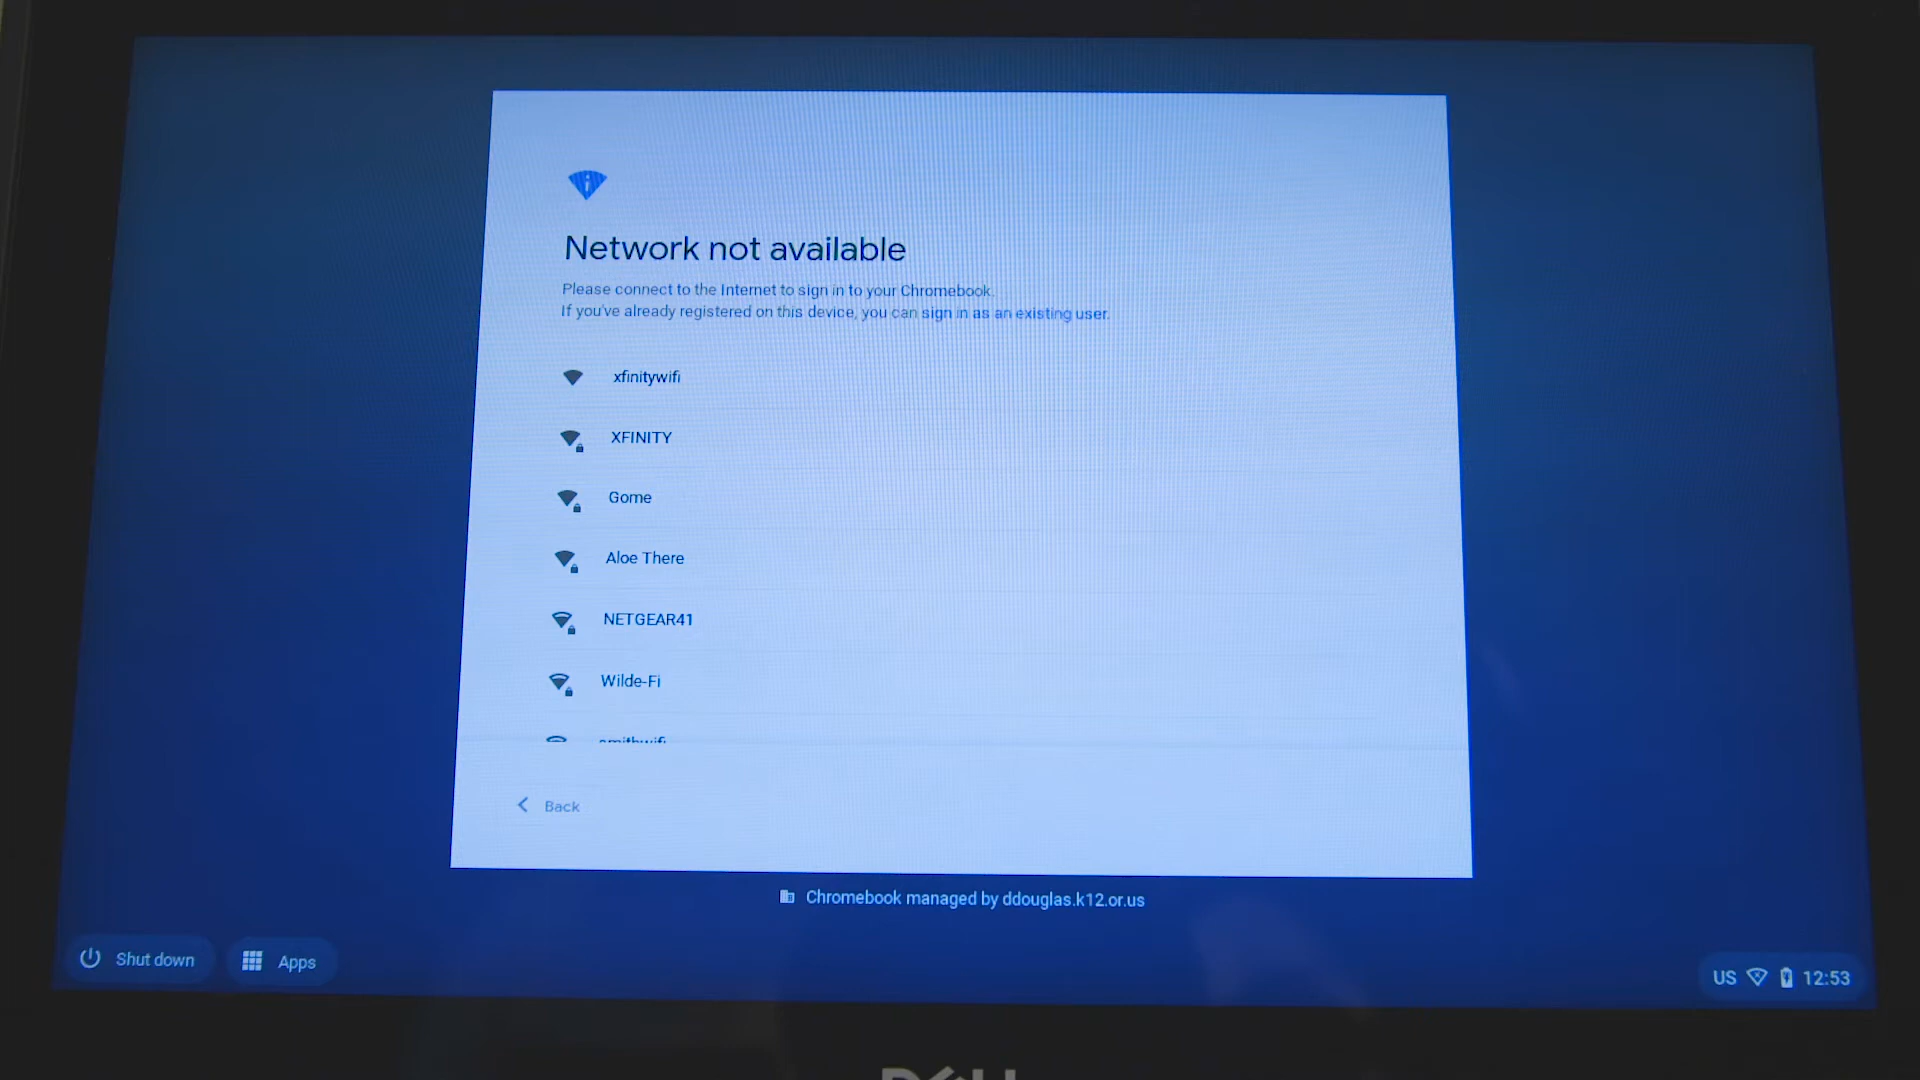 Network not available
Please connect to the Internet to sign in to your Chromebook.
If you've already registered on this device, you can sign in as an existing user.
xfinitywifi
XFINITY
Gome
Aloe There
NETGEAR41
Wilde-Fi
Back
Chromebook managed by ddouglas.k12.or.us
Shut down
Apps
US
12:53